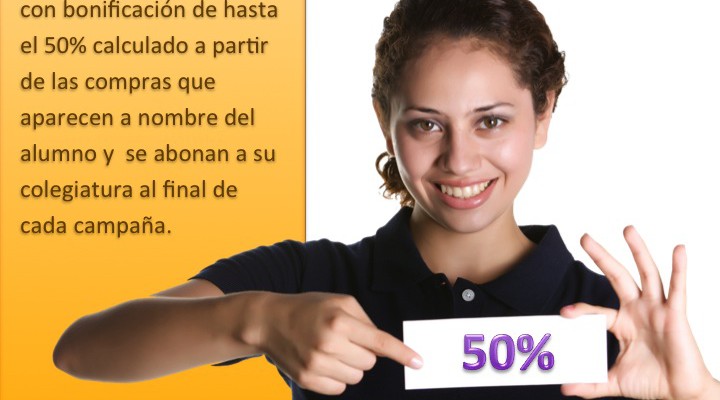 con bonificación de hasta
el 50% calculado a partir
de las compras que
aparecen a nombre del
alumno y  se abonan a su
colegiatura al final de
cada campaña.
50%